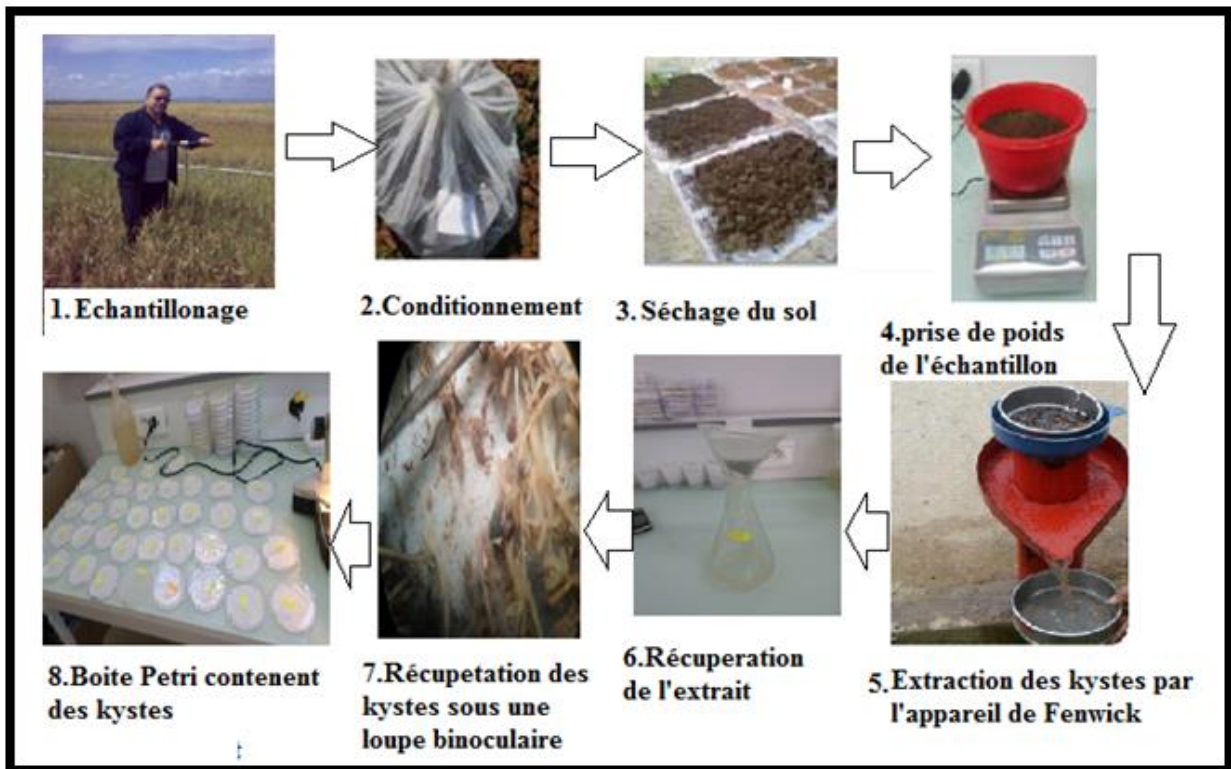 1. Echantillonage
2.Conditionnement
3. Séchage du sol
4.prise de poids
de l'échantillon
5. Extraction des kystes par
l'appareil de Fenwick
6.Récuperation
de l'extrait
7.Récupetation des
kystes sous une
loupe binoculaire
8.Boite Petri contenent
des kystes
t